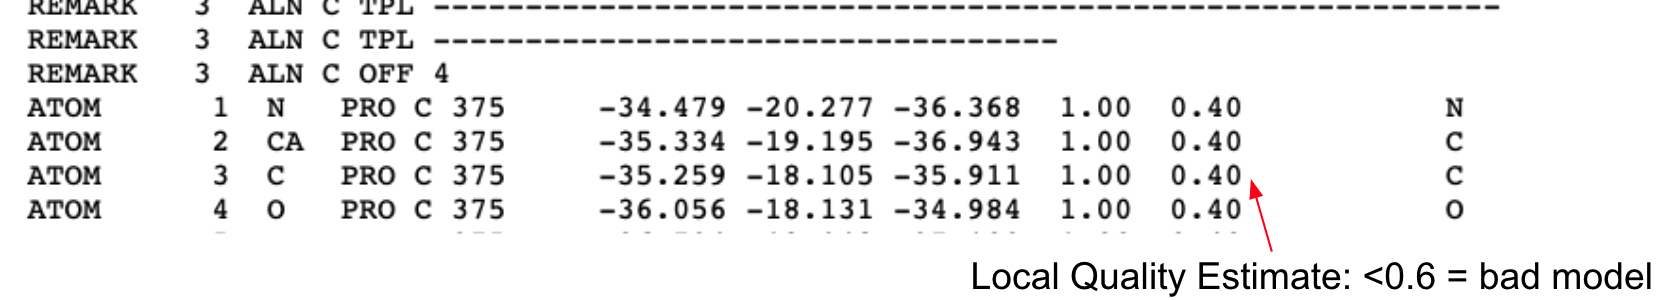 REMARK 3 ALN C TPL ----------------------------------------------------------
REMARK 3 ALN C TPL ----------------------------------
REMARK 3 ALN C OFF 4
ATOM 1 N PRO C 375 -34.479 -20.277 -36.368 1.00 0.40 N
ATOM 2 CA PRO C 375 -35.334 -19.195 -36.943 1.00 0.40 C
ATOM 3 C PRO C 375 -35.259 -18.105 -35.911 1.00 0.40 C
ATOM 4 O PRO C 375 -36.056 -18.131 -34.984 1.00 0.40 O
Local Quality Estimate: <0.6 = bad model